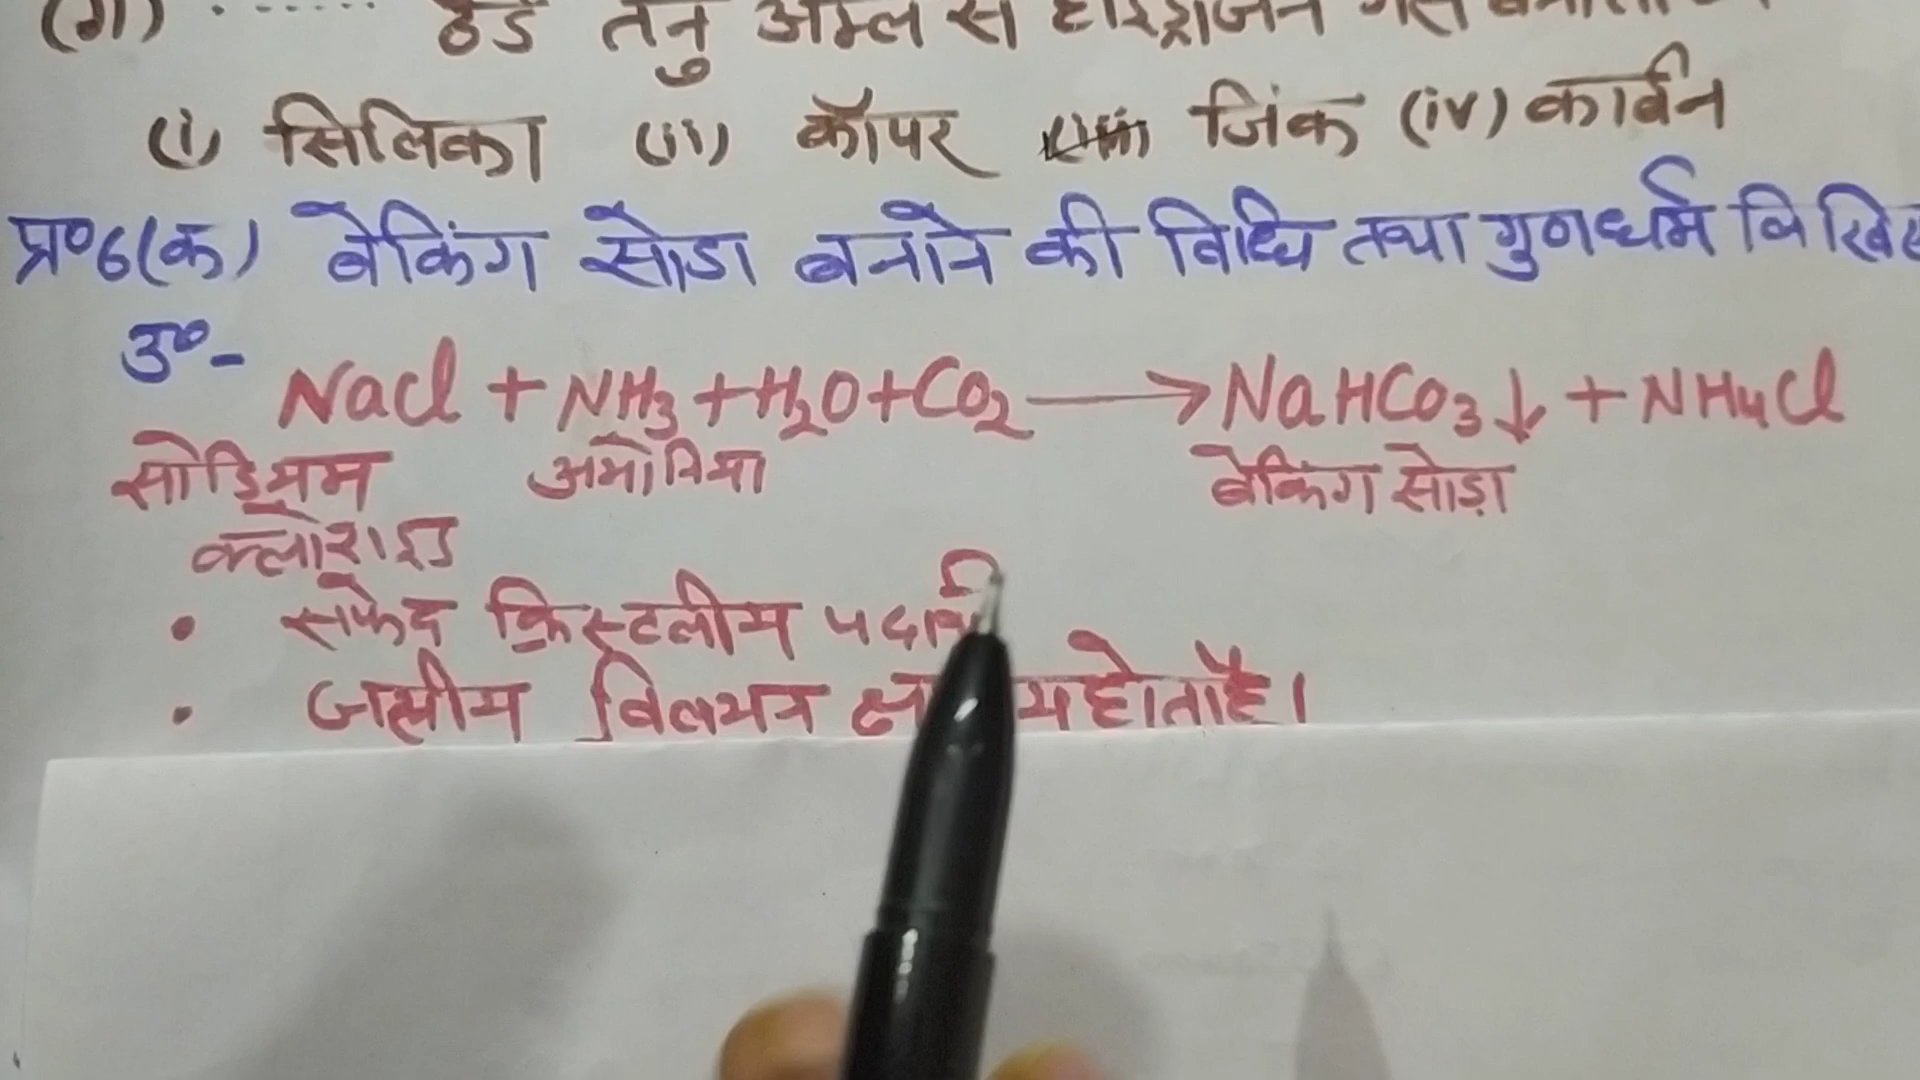 (ग) ....... ठंडे तनु अम्ल से हाइड्रोजन गैस
(i) सिलिका (ii) कॉपर (iii) जिंक (iv) कार्बन
प्र०6(क) बेकिंग सोडा बनाने की विधि तथा गुणधर्म
उ०-
NaCl + NH3 + H2O + CO2 ⟶ NaHCO3↓ + NH4Cl
सोडियम अमोनिया बेकिंग सोड़ा
क्लोराइड
• सफेद क्रिस्टलीय पदार्थ
• जलीय विलयन होता है।